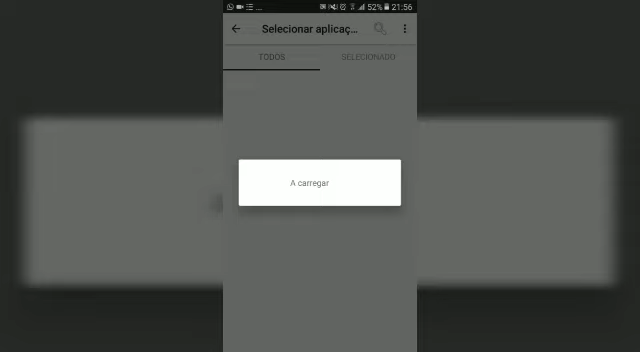 ... 52% 21:56
Selecionar aplicaç...
TODOS SELECIONADO
A carregar